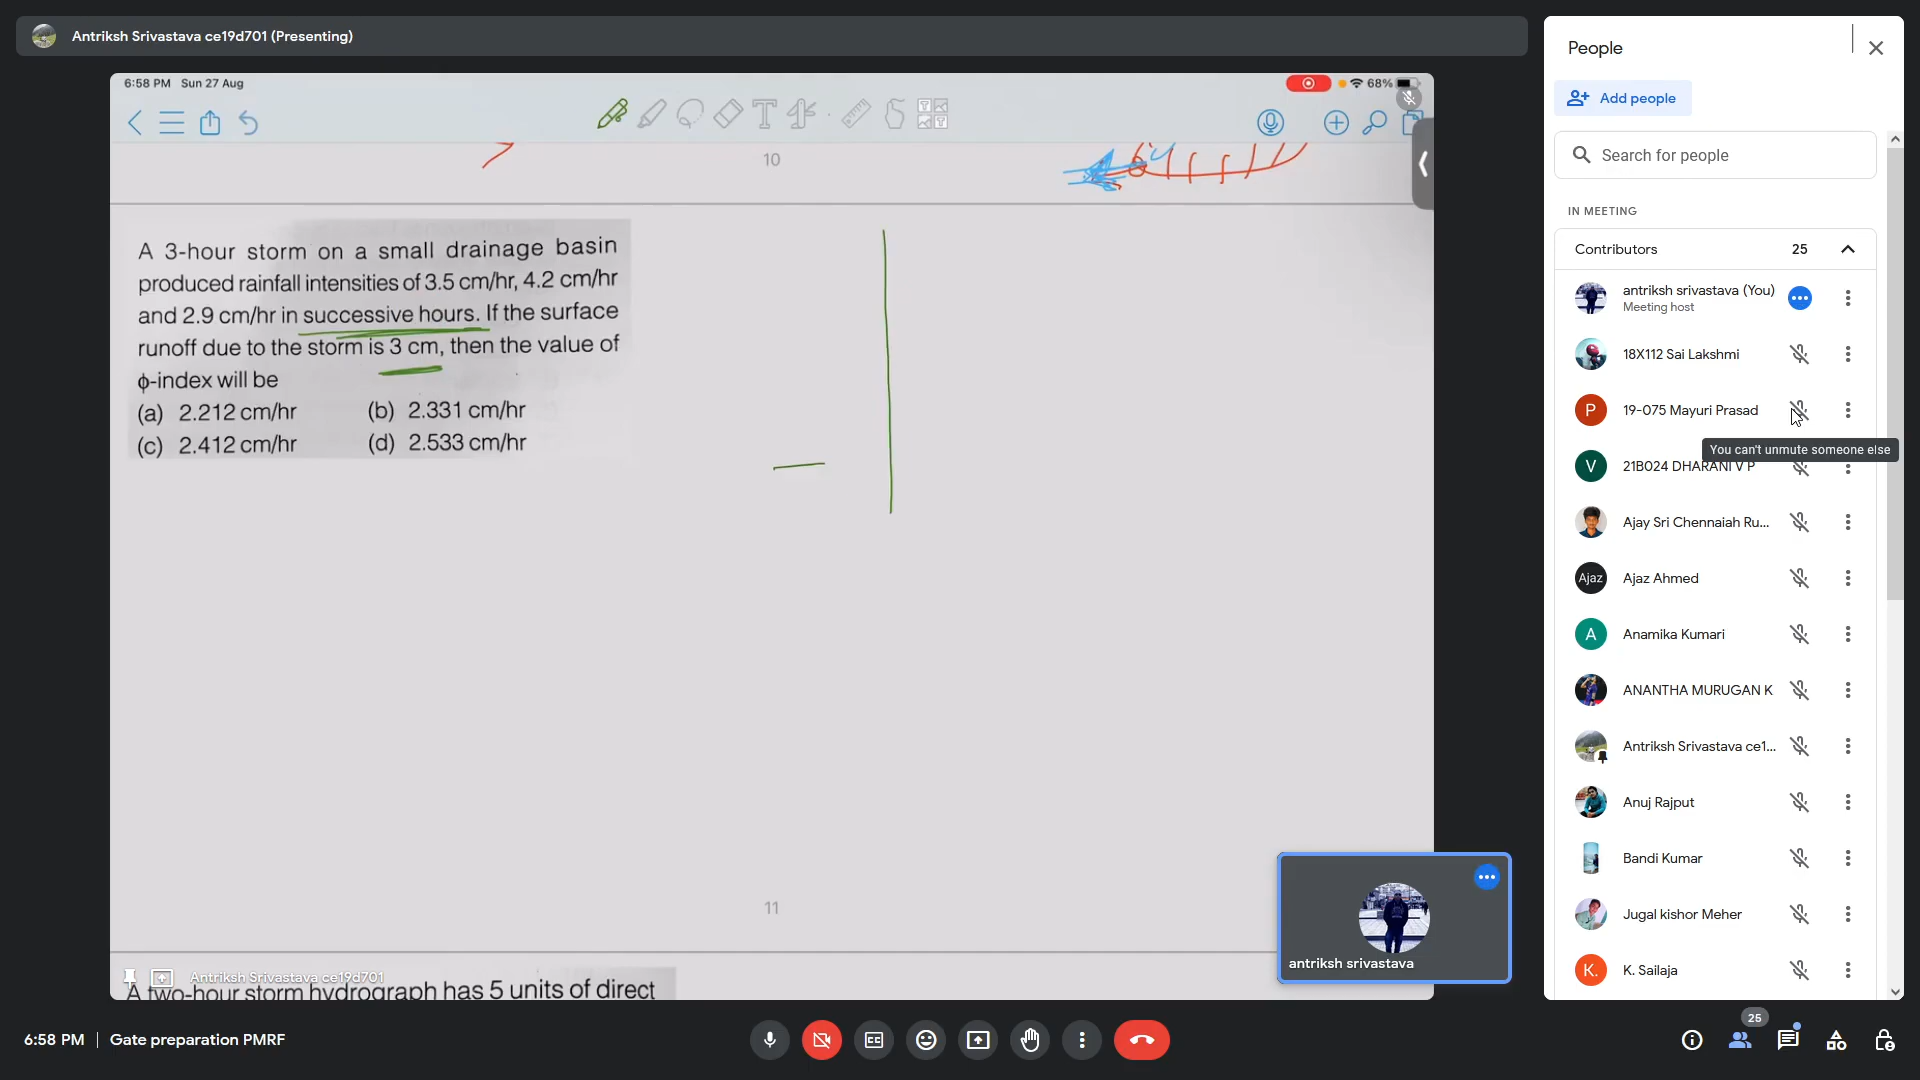 Antriksh Srivastava ce19d701 (Presenting)
6:58 PM Sun 27 Aug
68%
10
A 3-hour storm on a small drainage basin
produced rainfall intensities of 3.5 cm/hr, 4.2 cm/hr
and 2.9 cm/hr in successive hours. If the surface
runoff due to the storm is 3 cm, then the value of
ϕ-index will be
(a) 2.212 cm/hr (b) 2.331 cm/hr
(c) 2.412 cm/hr (d) 2.533 cm/hr
11
Antriksh Srivastava ce19d701
A two-hour storm hydrograph has 5 units of direct
antriksh srivastava
People
Add people
Search for people
IN MEETING
Contributors 25
antriksh srivastava (You)
Meeting host
18X112 Sai Lakshmi
19-075 Mayuri Prasad
P
You can't unmute someone else
V
21B024 DHARANI V P
Ajay Sri Chennaiah Ru...
Ajaz
Ajaz Ahmed
A
Anamika Kumari
ANANTHA MURUGAN K
Antriksh Srivastava ce1...
Anuj Rajput
Bandi Kumar
Jugal kishor Meher
K.
K. Sailaja
6:58 PM | Gate preparation PMRF
25